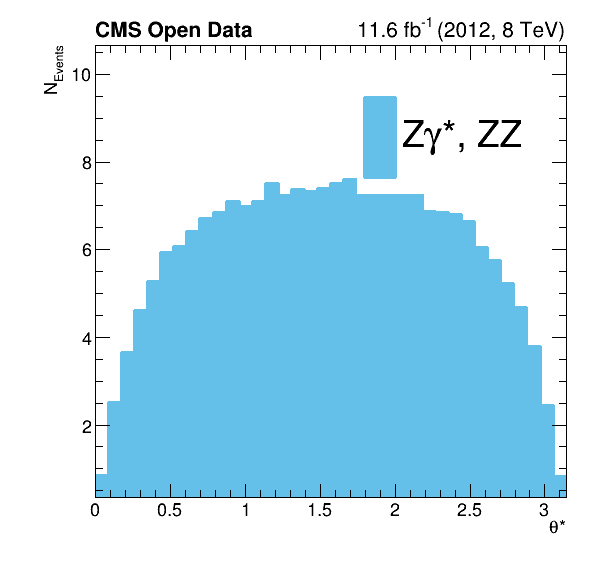 CMS Open Data 11.6 fb⁻¹ (2012, 8 TeV)
N_Events
10
8
6
4
2
Zγ*, ZZ
0 0.5 1 1.5 2 2.5 3
θ*